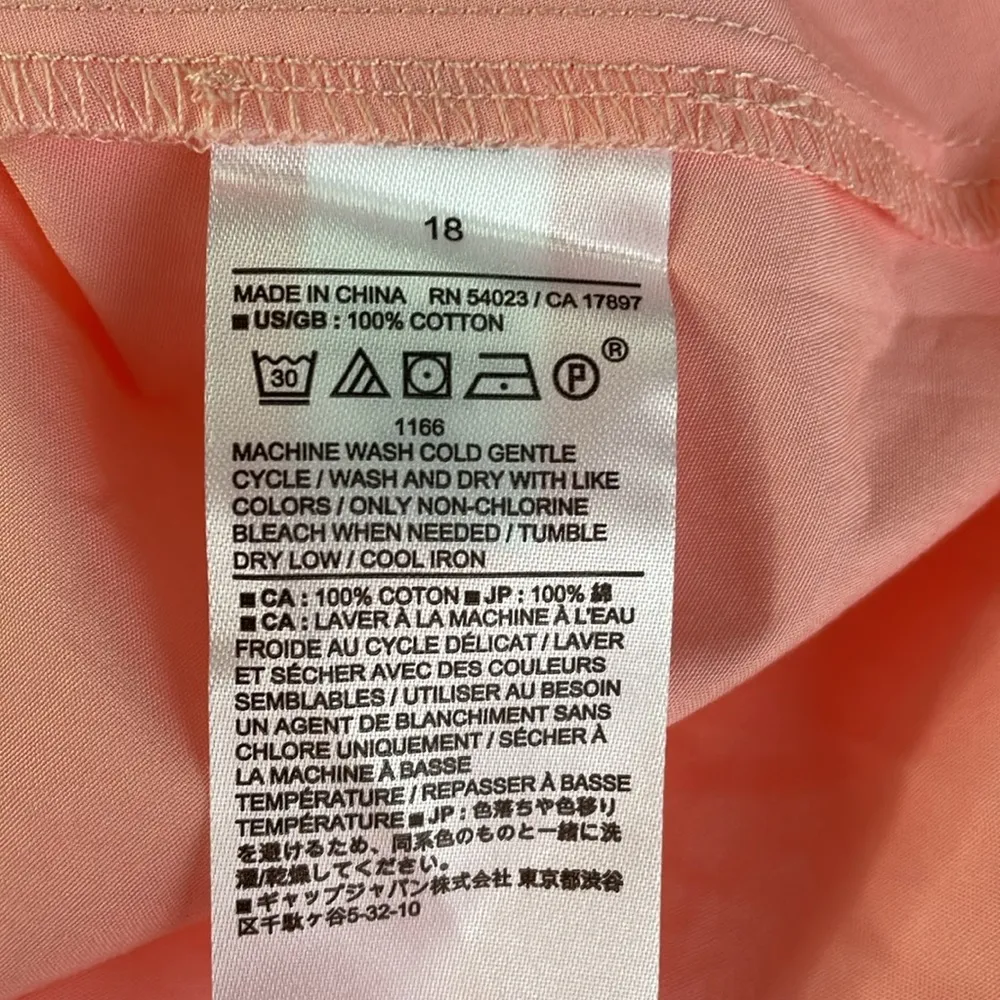 18
MADE IN CHINA RN 54023 / CA 17897
■ US/GB : 100% COTTON
30 P ®
1166
MACHINE WASH COLD GENTLE
CYCLE / WASH AND DRY WITH LIKE
COLORS / ONLY NON-CHLORINE
BLEACH WHEN NEEDED / TUMBLE
DRY LOW / COOL IRON
■ CA : 100% COTON ■ JP : 100% 綿
■ CA : LAVER À LA MACHINE À L'EAU
FROIDE AU CYCLE DÉLICAT / LAVER
ET SÉCHER AVEC DES COULEURS
SEMBLABLES / UTILISER AU BESOIN
UN AGENT DE BLANCHIMENT SANS
CHLORE UNIQUEMENT / SÉCHER À
LA MACHINE À BASSE
TEMPÉRATURE / REPASSER À BASSE
TEMPÉRATURE ■ JP : 色落ちや色移り
を避けるため、同系色のものと一緒に洗
濯/乾燥してください。
■ ギャップジャパン株式会社 東京都渋谷
区千駄ヶ谷5-32-10